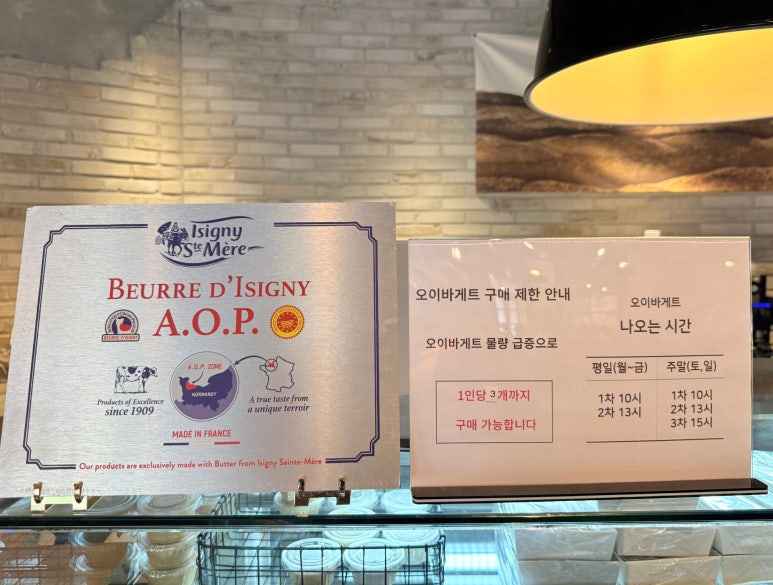 Isigny
Ste Mère
BEURRE D'ISIGNY
A.O.P.
BEURRE D'ISIGNY
A.O.P. ZONE
NORMANDY
Products of Excellence
since 1909
A true taste from
a unique terroir
MADE IN FRANCE
Our products are exclusively made with Butter from Isigny Sainte-Mère
오이바게트 구매 제한 안내
오이바게트 물량 급증으로
1인당 3개까지
구매 가능합니다
오이바게트
나오는 시간
평일(월~금) 주말(토,일)
1차 10시 1차 10시
2차 13시 2차 13시
3차 15시